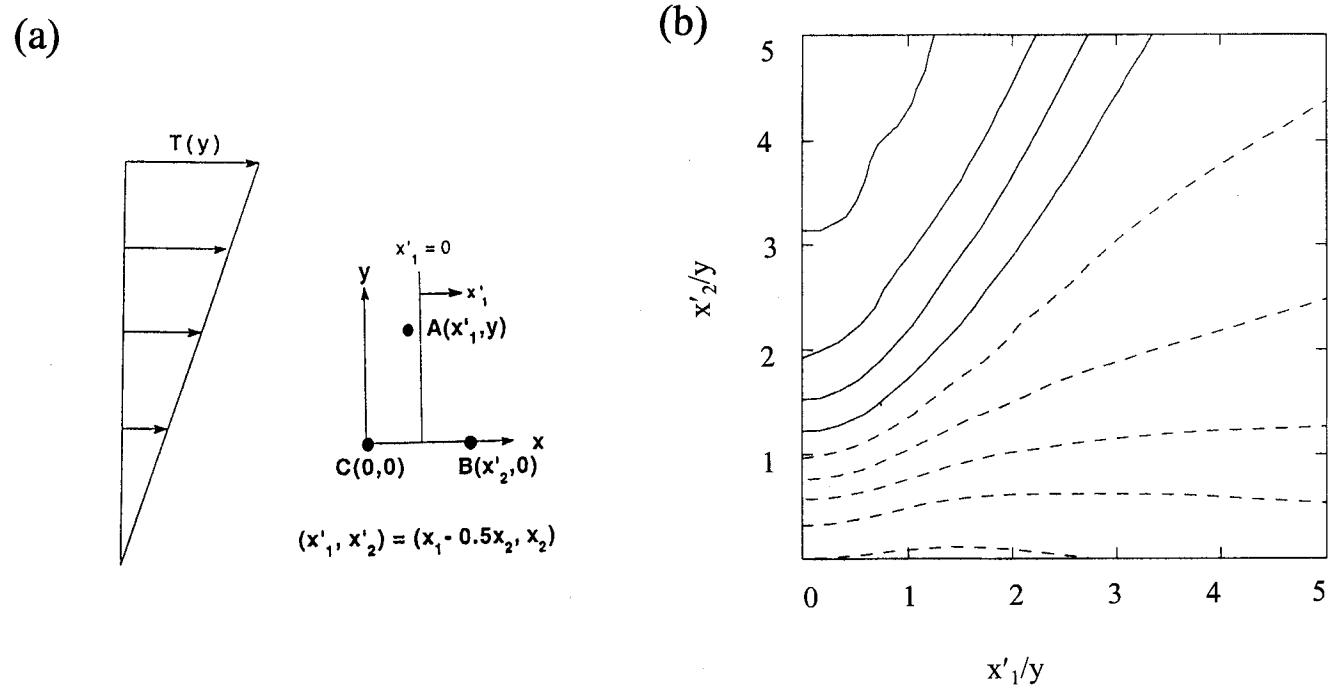 (a)
T(y)
x'₁ = 0
y
x'₁
A(x'₁,y)
x
C(0,0)
B(x'₂,0)
(x'₁, x'₂) = (x₁ - 0.5x₂, x₂)
(b)
5
4
3
2
1
x'₂/y
0 1 2 3 4 5
x'₁/y